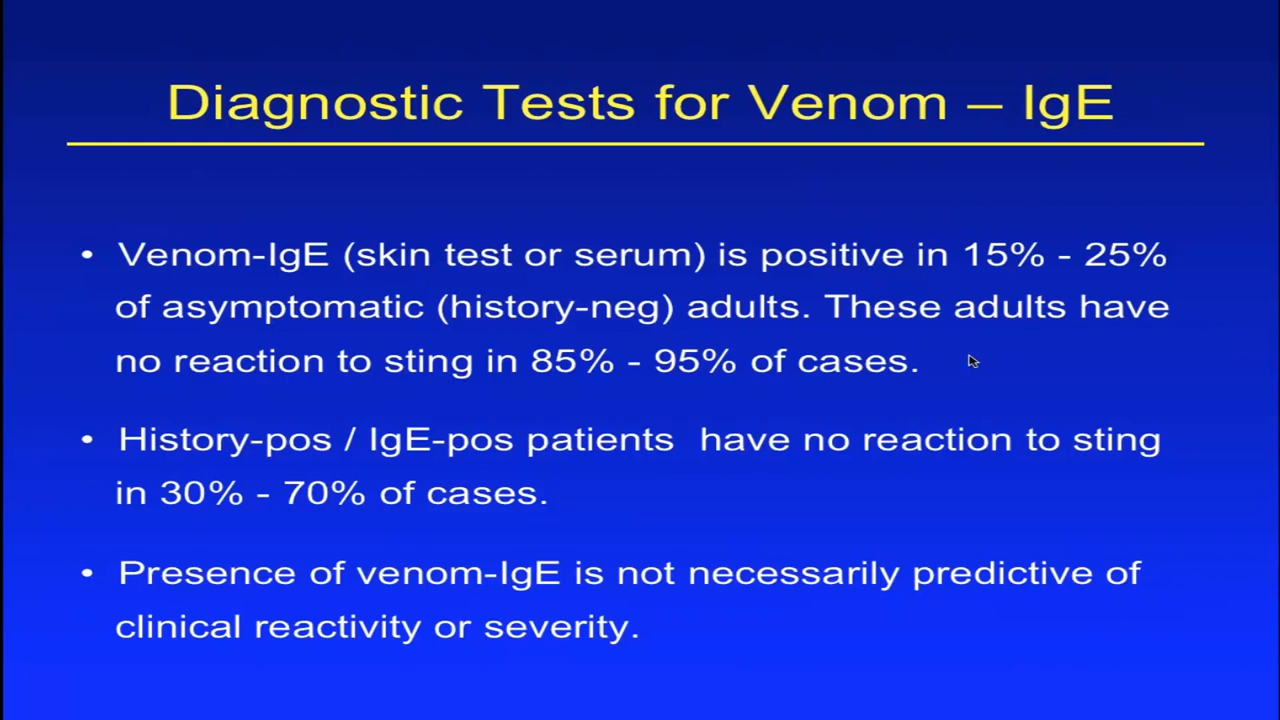 Diagnostic Tests for Venom – IgE
• Venom-IgE (skin test or serum) is positive in 15% - 25%
of asymptomatic (history-neg) adults. These adults have
no reaction to sting in 85% - 95% of cases.
• History-pos / IgE-pos patients have no reaction to sting
in 30% - 70% of cases.
• Presence of venom-IgE is not necessarily predictive of
clinical reactivity or severity.